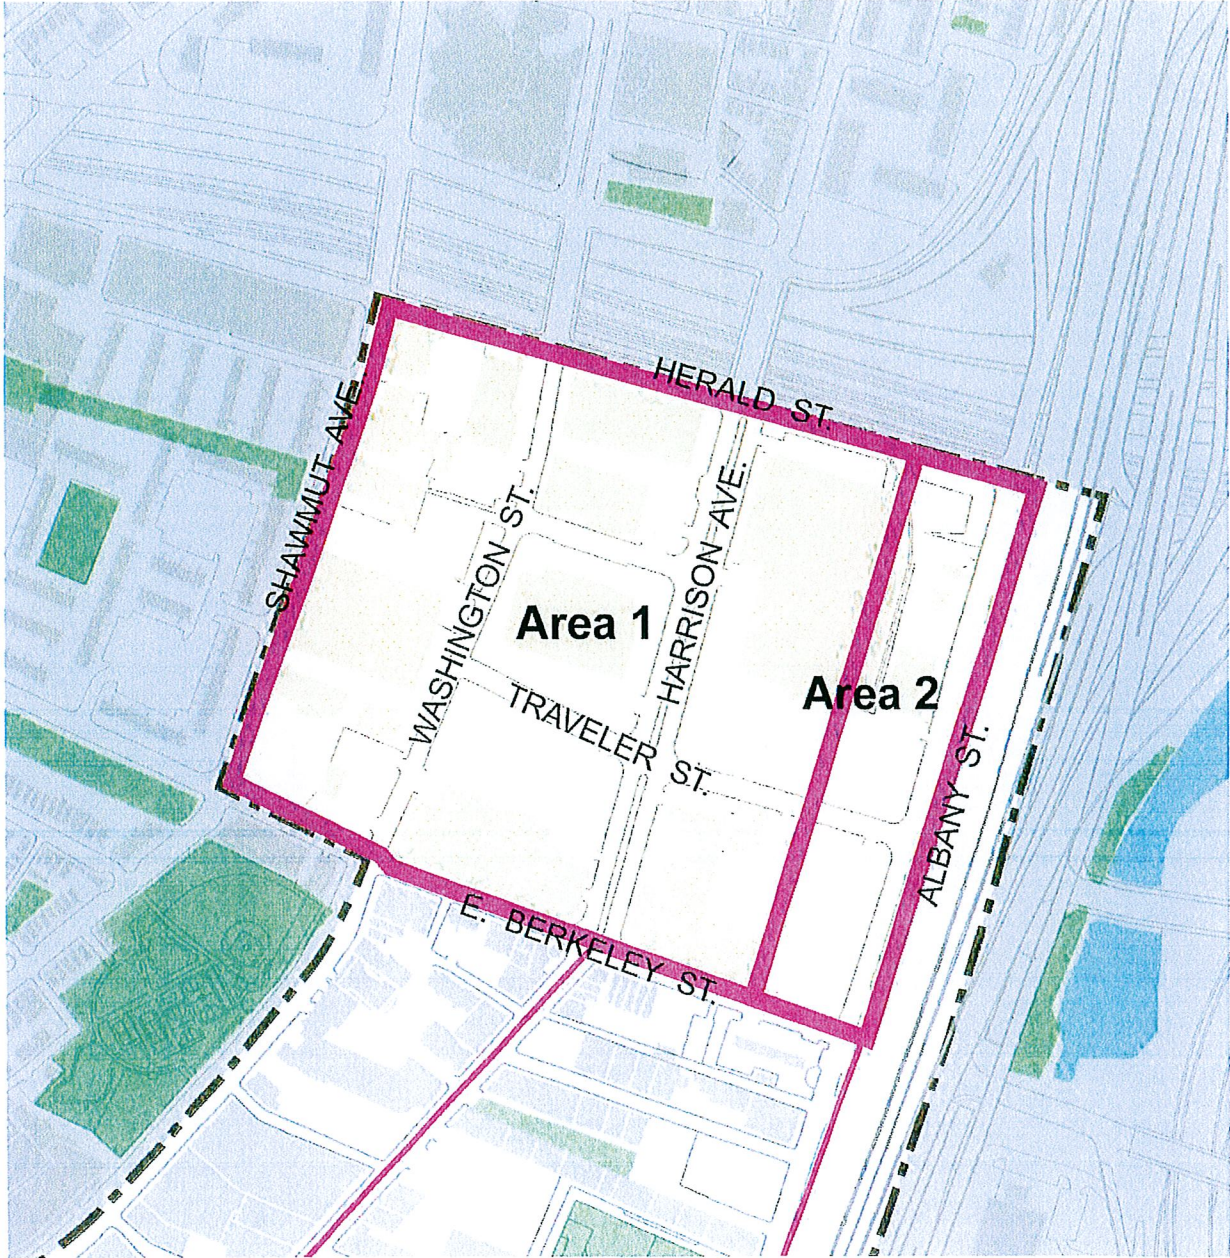 HERALD ST.
SHAWMUT AVE.
WASHINGTON ST.
HARRISON AVE.
Area 1
Area 2
TRAVELER ST.
ALBANY ST.
E. BERKELEY ST.